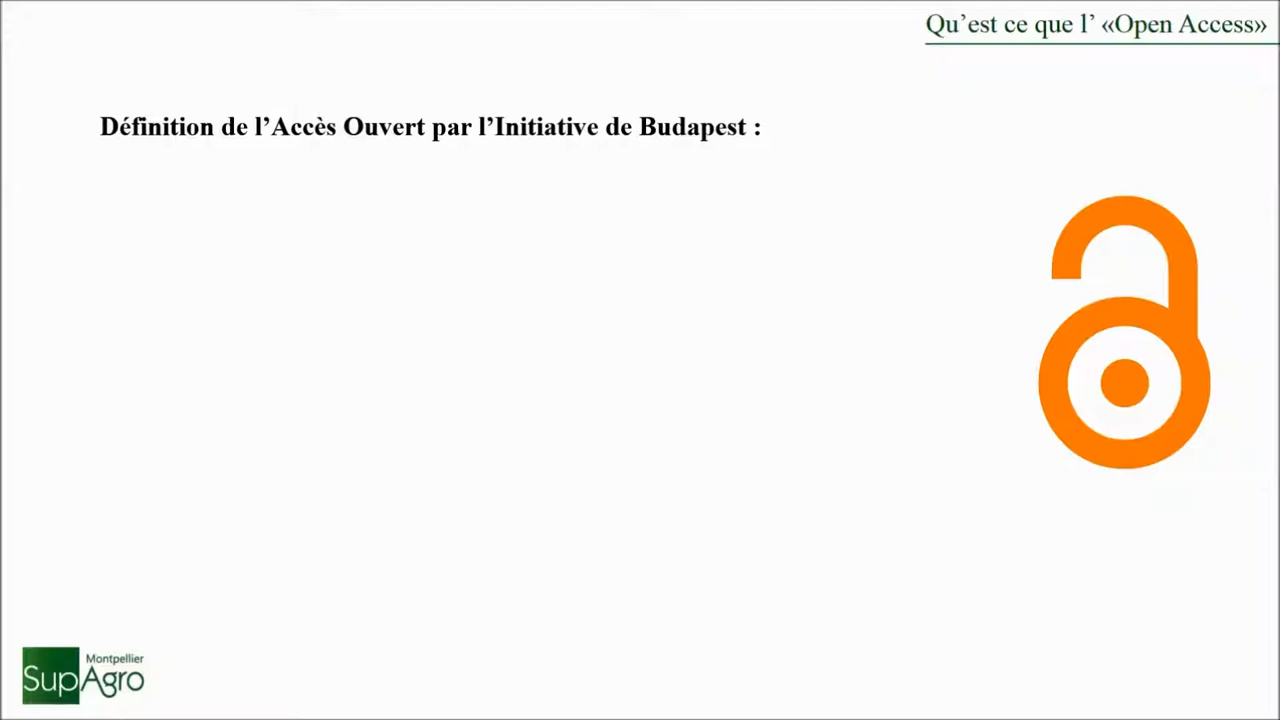 Qu’est ce que l’ «Open Access»
Définition de l’Accès Ouvert par l’Initiative de Budapest :
Montpellier
SupAgro